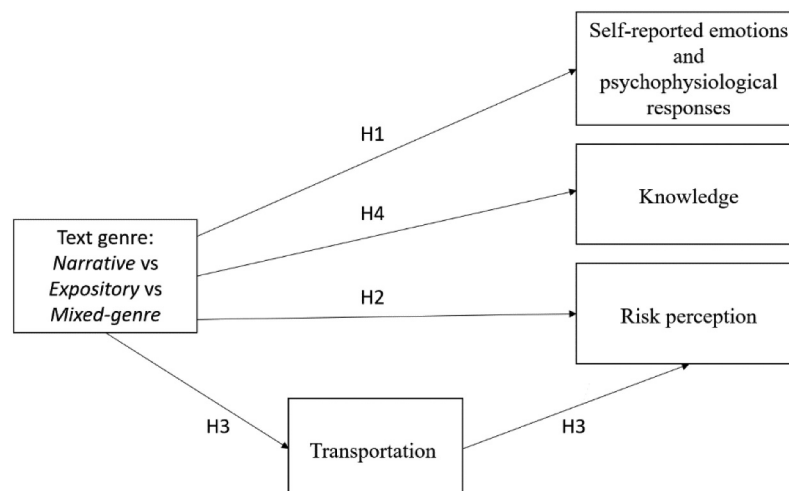 Self-reported emotions
and
psychophysiological
responses
H1
H4
Knowledge
Text genre:
Narrative vs
Expository vs
Mixed-genre
H2
Risk perception
H3
Transportation
H3